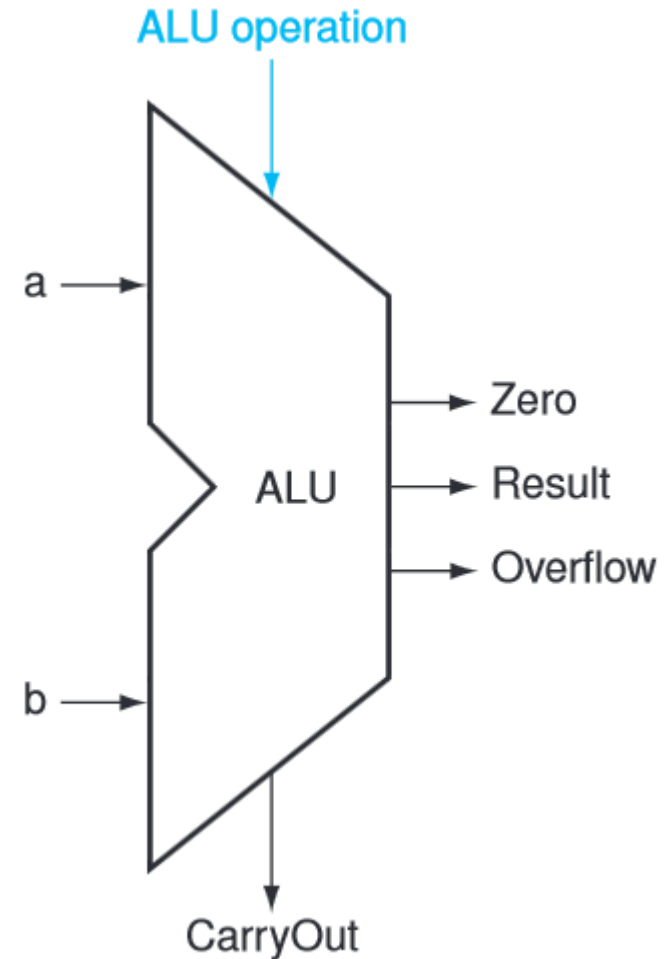 ALU operation
a
Zero
ALU
Result
Overflow
b
CarryOut